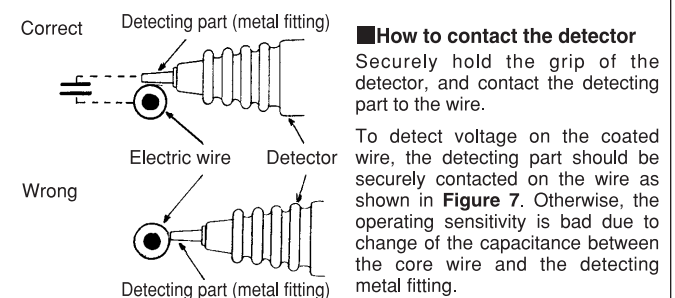 Correct
Detecting part (metal fitting)
Electric wire
Detector
Wrong
Detecting part (metal fitting)
■How to contact the detector
Securely hold the grip of the
detector, and contact the detecting
part to the wire.
To detect voltage on the coated
wire, the detecting part should be
securely contacted on the wire as
shown in Figure 7. Otherwise, the
operating sensitivity is bad due to
change of the capacitance between
the core wire and the detecting
metal fitting.